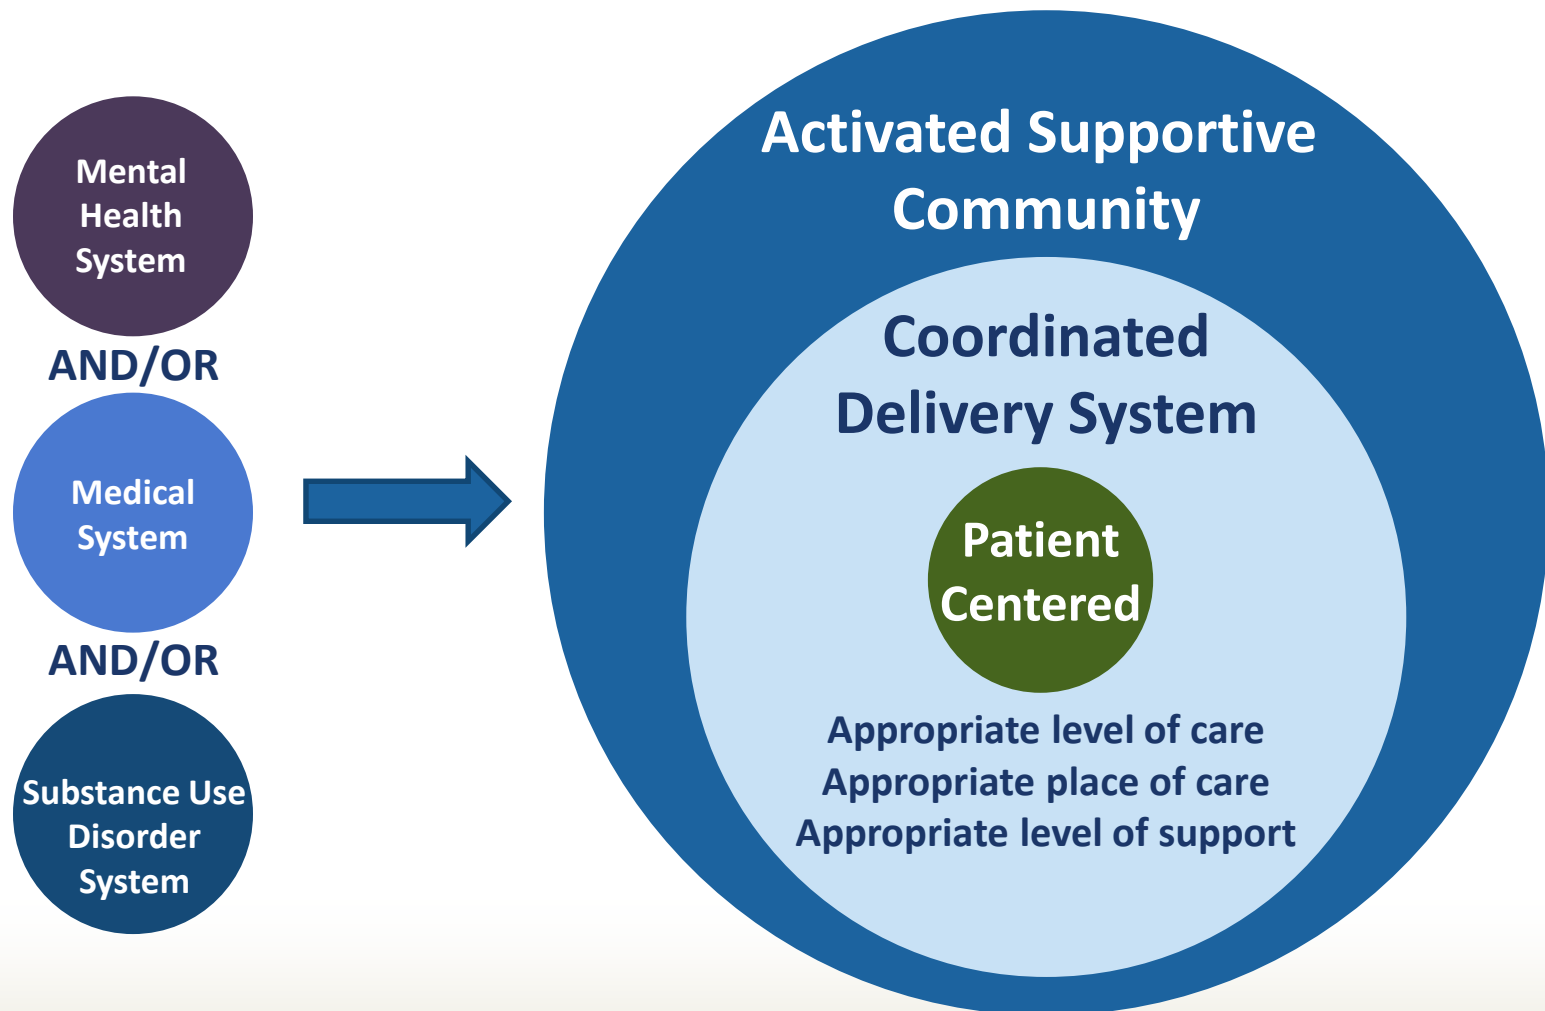 Mental
Health
System
AND/OR
Medical
System
AND/OR
Substance Use
Disorder
System
Activated Supportive
Community
Coordinated
Delivery System
Patient
Centered
Appropriate level of care
Appropriate place of care
Appropriate level of support